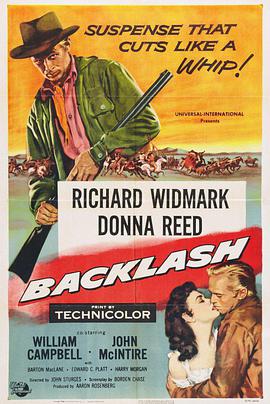 SUSPENSE THAT
CUTS LIKE A
WHIP!
UNIVERSAL-INTERNATIONAL
Presents
RICHARD WIDMARK
DONNA REED
BACKLASH
PRINT BY
TECHNICOLOR
co-starring
WILLIAM CAMPBELL · JOHN McINTIRE
with
BARTON MacLANE · EDWARD C. PLATT · HARRY MORGAN
Directed by JOHN STURGES · Screenplay by BORDEN CHASE
Produced by AARON ROSENBERG